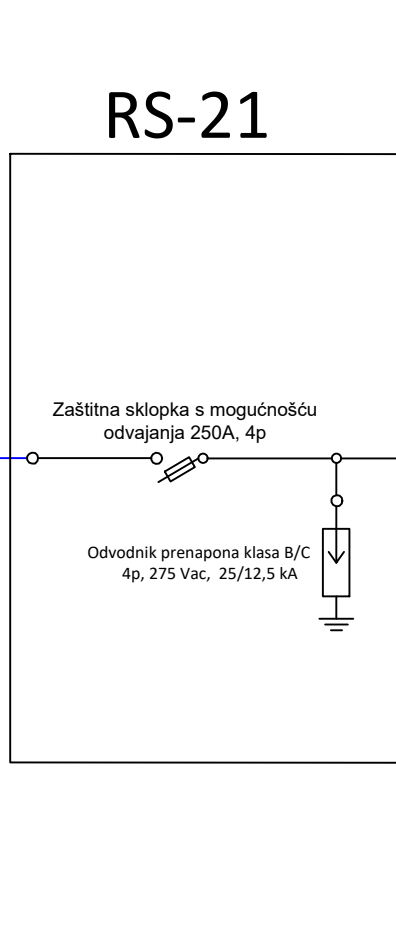 RS-21
Zaštitna sklopka s mogućnošću
odvajanja 250A, 4p
Odvodnik prenapona klasa B/C
4p, 275 Vac, 25/12,5 kA